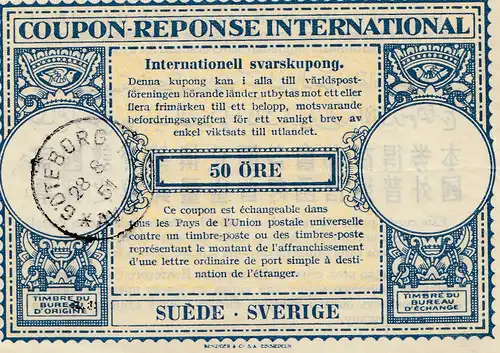 COUPON-RÉPONSE INTERNATIONAL
Internationell svarskupong.
Denna kupong kan i alla till världspost-
föreningen hörande länder utbytas mot ett eller
flera frimärken till ett belopp, motsvarande
befordringsavgiften för ett vanligt brev av
enkel viktsats till utlandet.
GÖTEBORG
28 8
51
50 ÖRE
Ce coupon est échangeable dans
tous les Pays de l'Union postale universelle
contre un timbre-poste ou des timbres-poste
représentant le montant de l'affranchissement
d'une lettre ordinaire de port simple à desti-
nation de l'étranger.
TIMBRE DU
BUREAU
D'ORIGINE
SUÈDE - SVERIGE
TIMBRE DU
BUREAU
D'ÉCHANGE
BENZIGER & Co S.A. EINSIEDELN